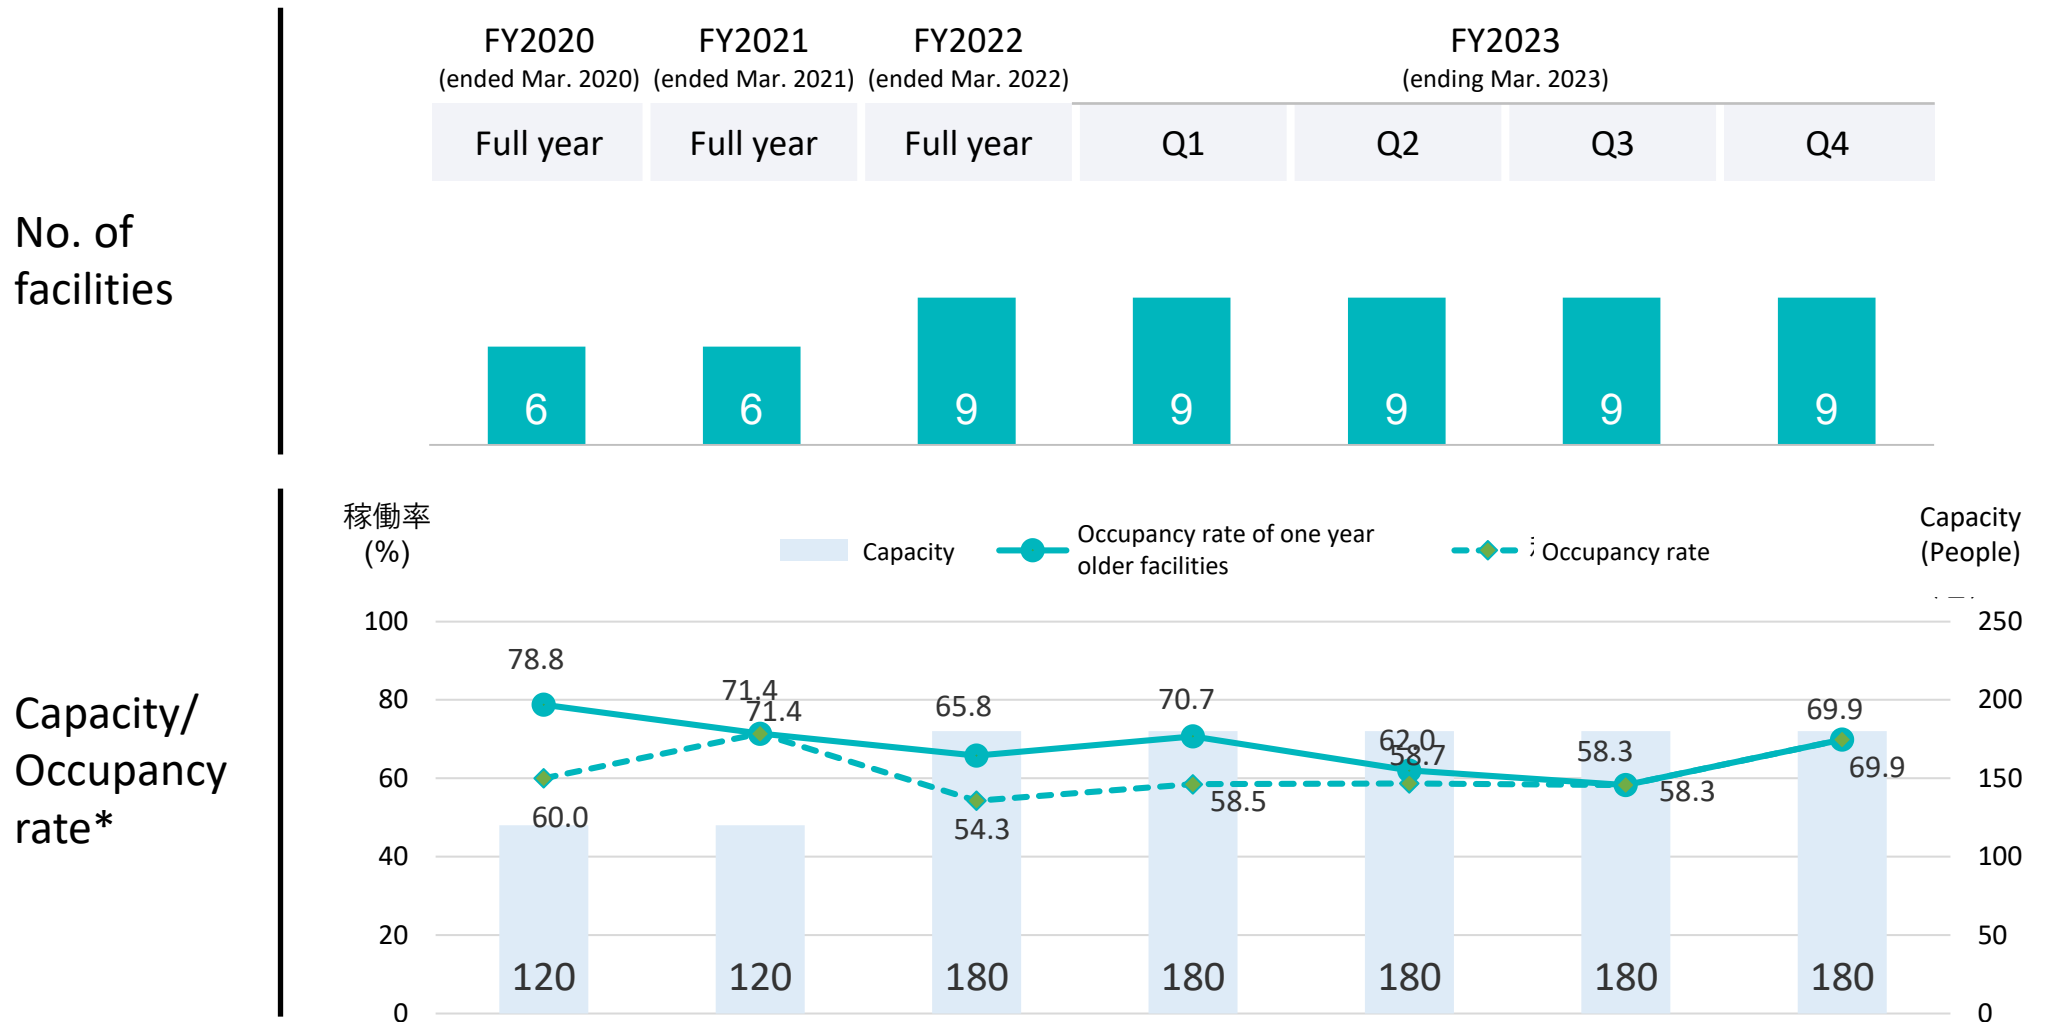 FY2020 FY2021 FY2022 FY2023
(ended Mar. 2020) (ended Mar. 2021) (ended Mar. 2022) (ending Mar. 2023)
Full year Full year Full year Q1 Q2 Q3 Q4
No. of
facilities
6 6 9 9 9 9 9
稼働率
(%)
Capacity
Occupancy rate of one year
older facilities
Occupancy rate
Capacity
(People)
Capacity/
Occupancy
rate*
100 250
78.8 71.4 65.8 70.7 62.0 58.3 69.9
80 200
60 150
60.0 71.4 54.3 58.5 58.7 58.3 69.9
40 100
20 50
120 120 180 180 180 180 180
0 0